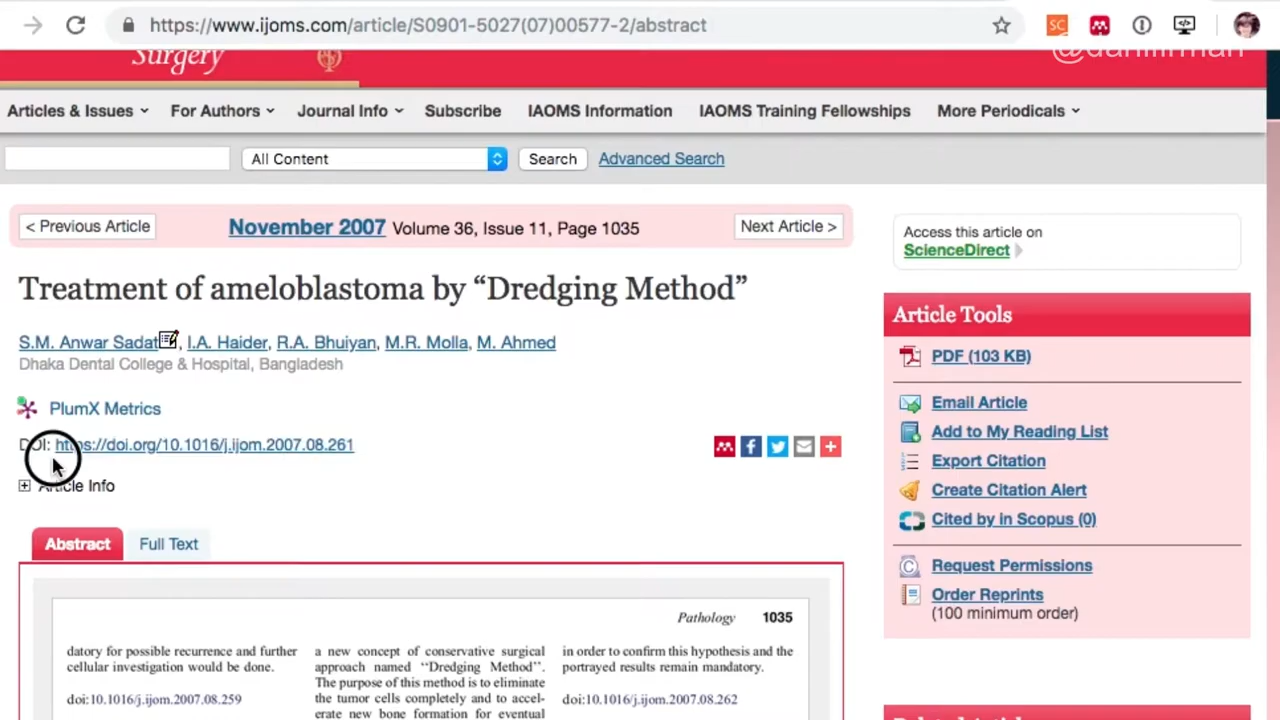 https://www.ijoms.com/article/S0901-5027(07)00577-2/abstract
SC
Surgery
@danifirman
Articles & Issues For Authors Journal Info Subscribe IAOMS Information IAOMS Training Fellowships More Periodicals
All Content Search Advanced Search
< Previous Article November 2007 Volume 36, Issue 11, Page 1035 Next Article >
Treatment of ameloblastoma by “Dredging Method”
S.M. Anwar Sadat, I.A. Haider, R.A. Bhuiyan, M.R. Molla, M. Ahmed
Dhaka Dental College & Hospital, Bangladesh
PlumX Metrics
DOI: https://doi.org/10.1016/j.ijom.2007.08.261
Article Info
Abstract Full Text
Pathology 1035
datory for possible recurrence and further
cellular investigation would be done.
doi:10.1016/j.ijom.2007.08.259
a new concept of conservative surgical
approach named ‘‘Dredging Method’’.
The purpose of this method is to eliminate
the tumor cells completely and to accel-
erate new bone formation for eventual
in order to confirm this hypothesis and the
portrayed results remain mandatory.
doi:10.1016/j.ijom.2007.08.262
Access this article on
ScienceDirect
Article Tools
PDF (103 KB)
Email Article
Add to My Reading List
Export Citation
Create Citation Alert
Cited by in Scopus (0)
Request Permissions
Order Reprints
(100 minimum order)